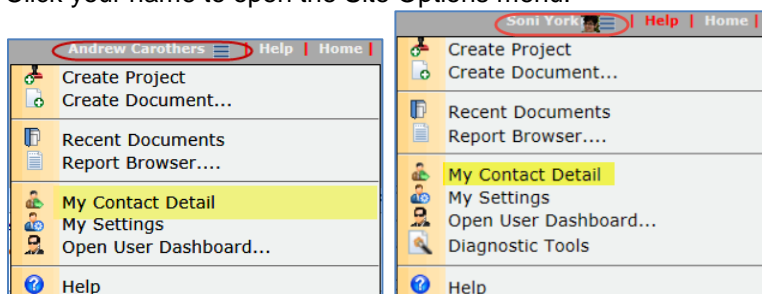 Click your name to open the Site Options menu.
Andrew Carothers | Help | Home |
Create Project
Create Document...
Recent Documents
Report Browser....
My Contact Detail
My Settings
Open User Dashboard...
Help
Soni York | Help | Home |
Create Project
Create Document...
Recent Documents
Report Browser....
My Contact Detail
My Settings
Open User Dashboard...
Diagnostic Tools
Help